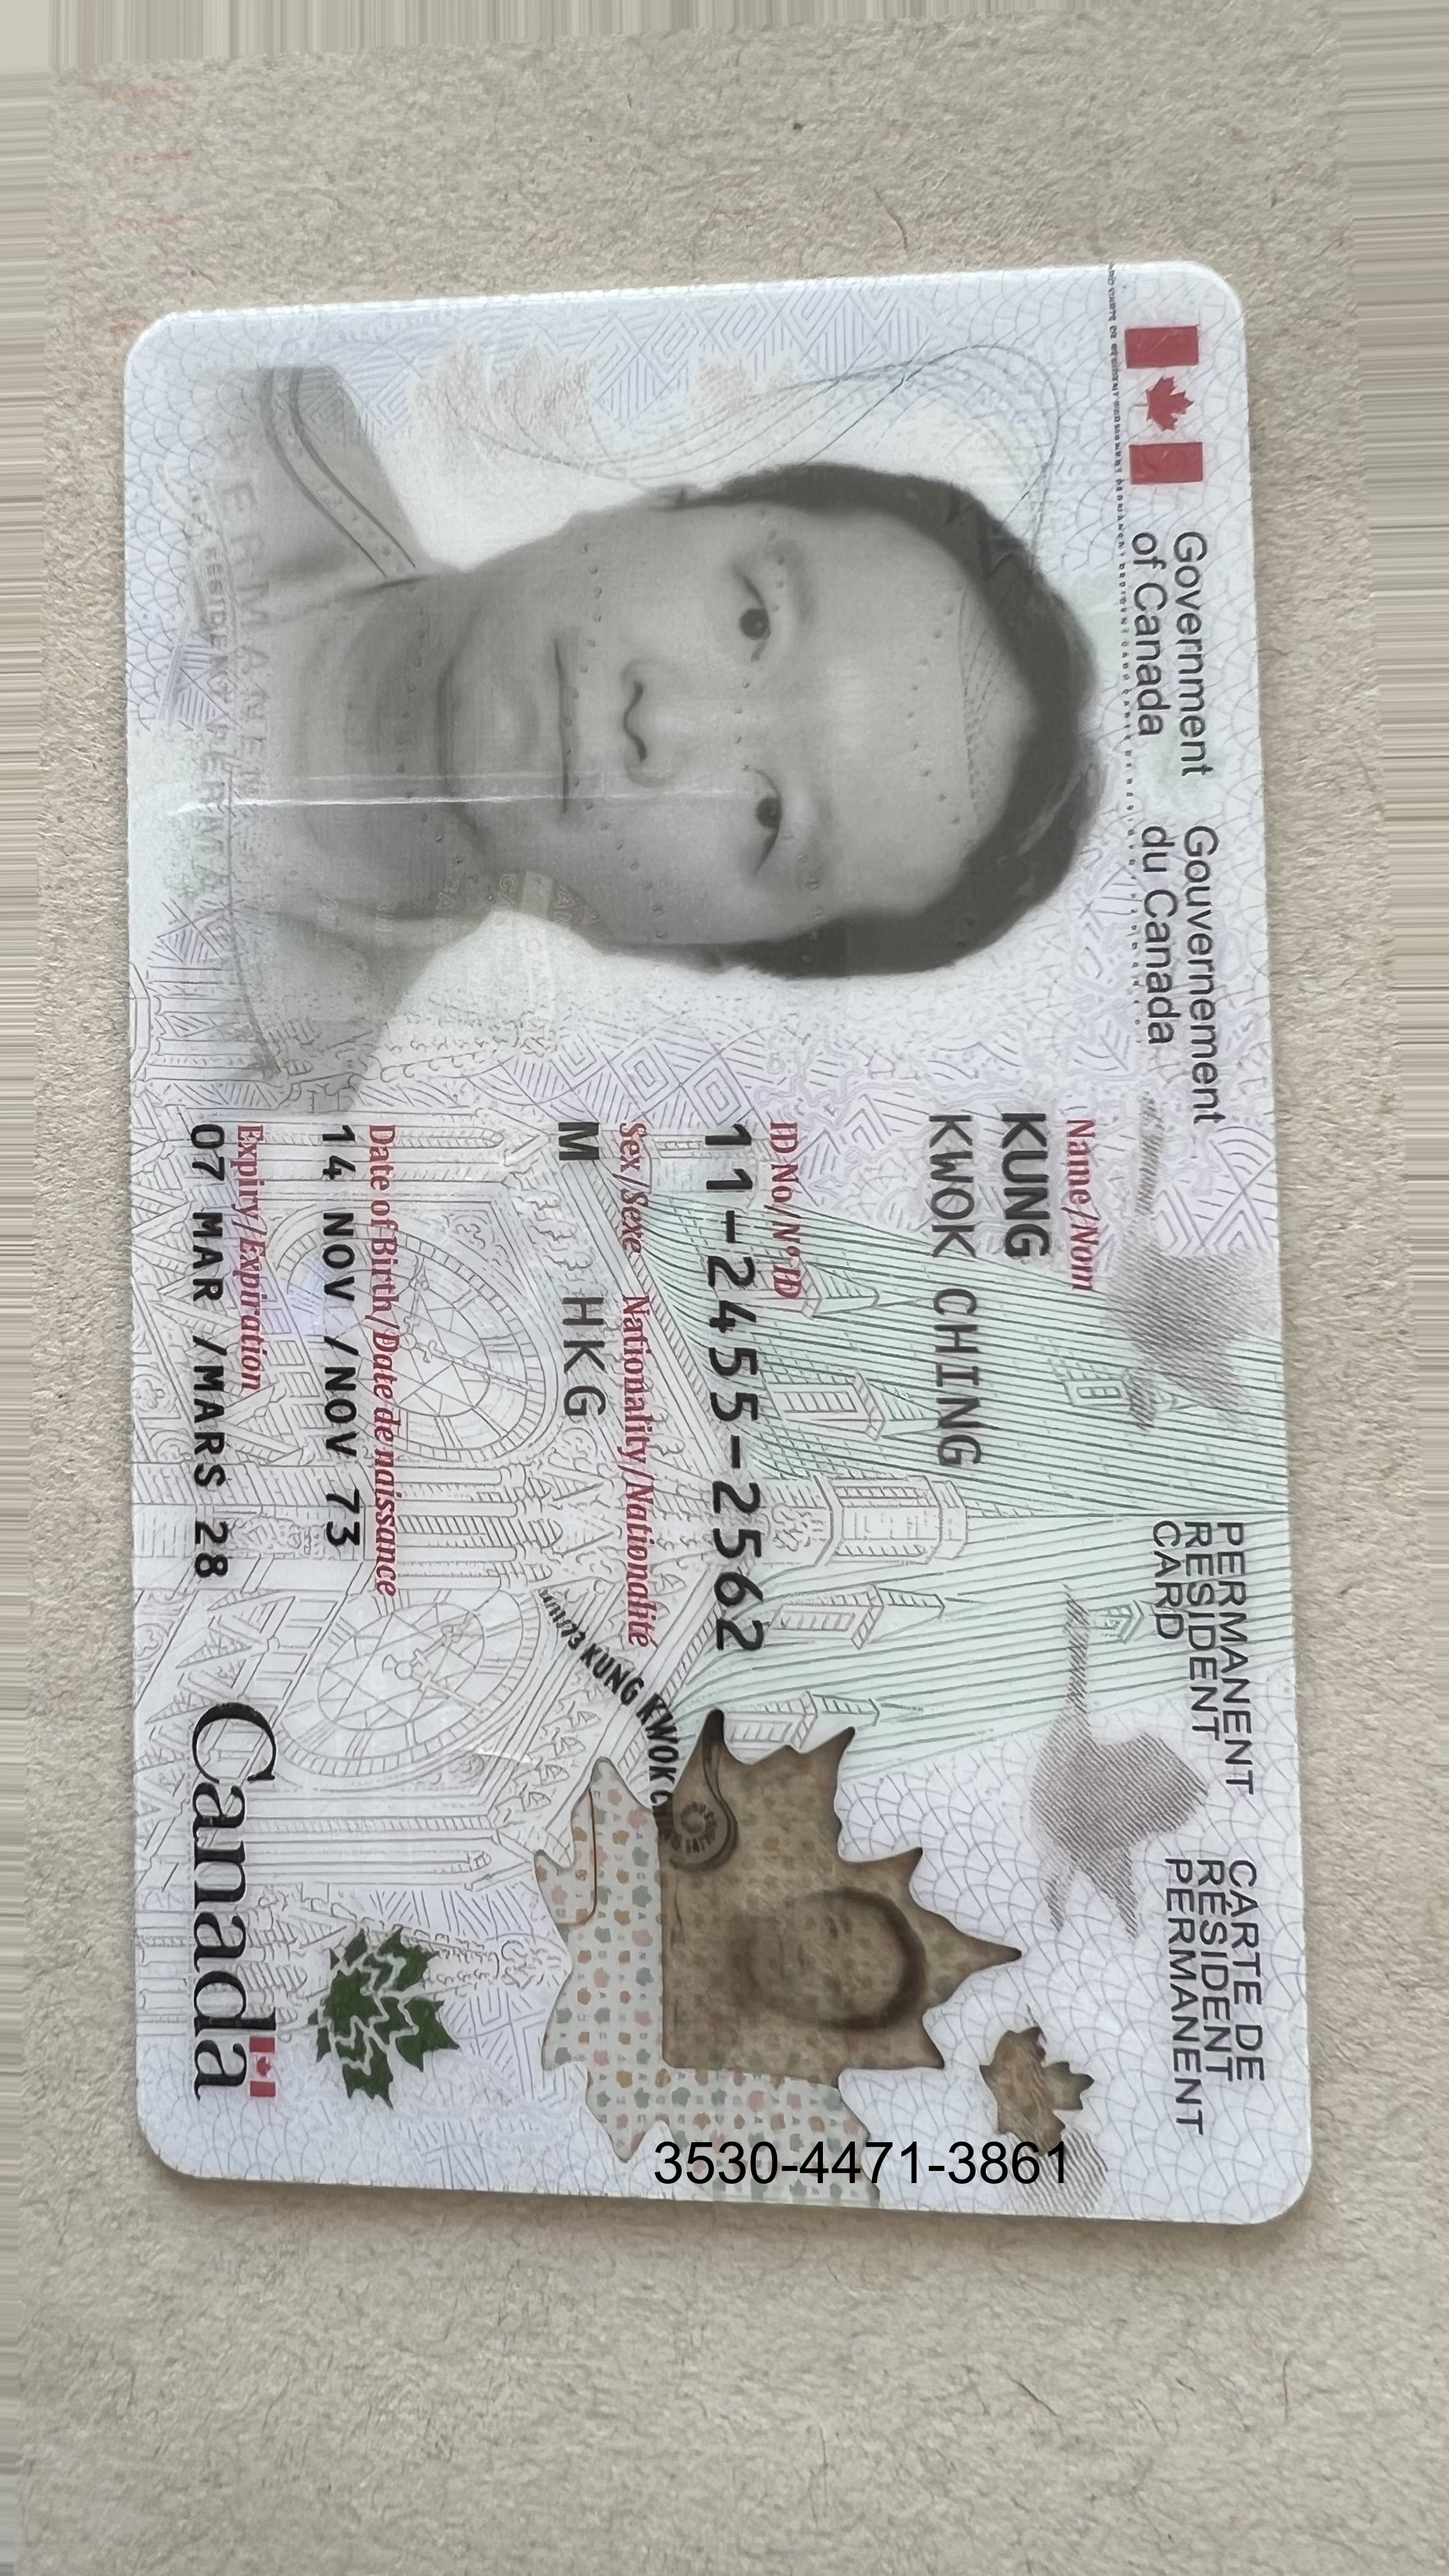 Government
of Canada
Gouvernement
du Canada
PERMANENT
RESIDENT
CARD
CARTE DE
RÉSIDENT
PERMANENT
Name/Nom
KUNG
KWOK CHING
ID No/Nº ID
11-2455-2562
Sex/Sexe Nationality/Nationalité
M HKG
Date of Birth/Date de naissance
14 NOV /NOV 73
Expiry/Expiration
07 MAR /MARS 28
KUNG KWOK
Canada
3530-4471-3861